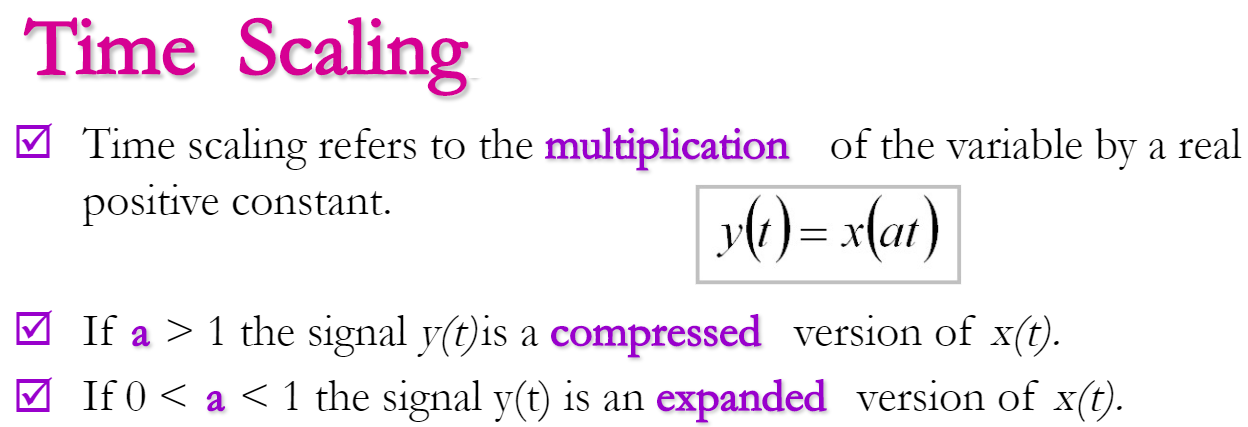 Time Scaling
Time scaling refers to the multiplication of the variable by a real
positive constant.
y(t) = x(at)
If a > 1 the signal y(t)is a compressed version of x(t).
If 0 < a < 1 the signal y(t) is an expanded version of x(t).